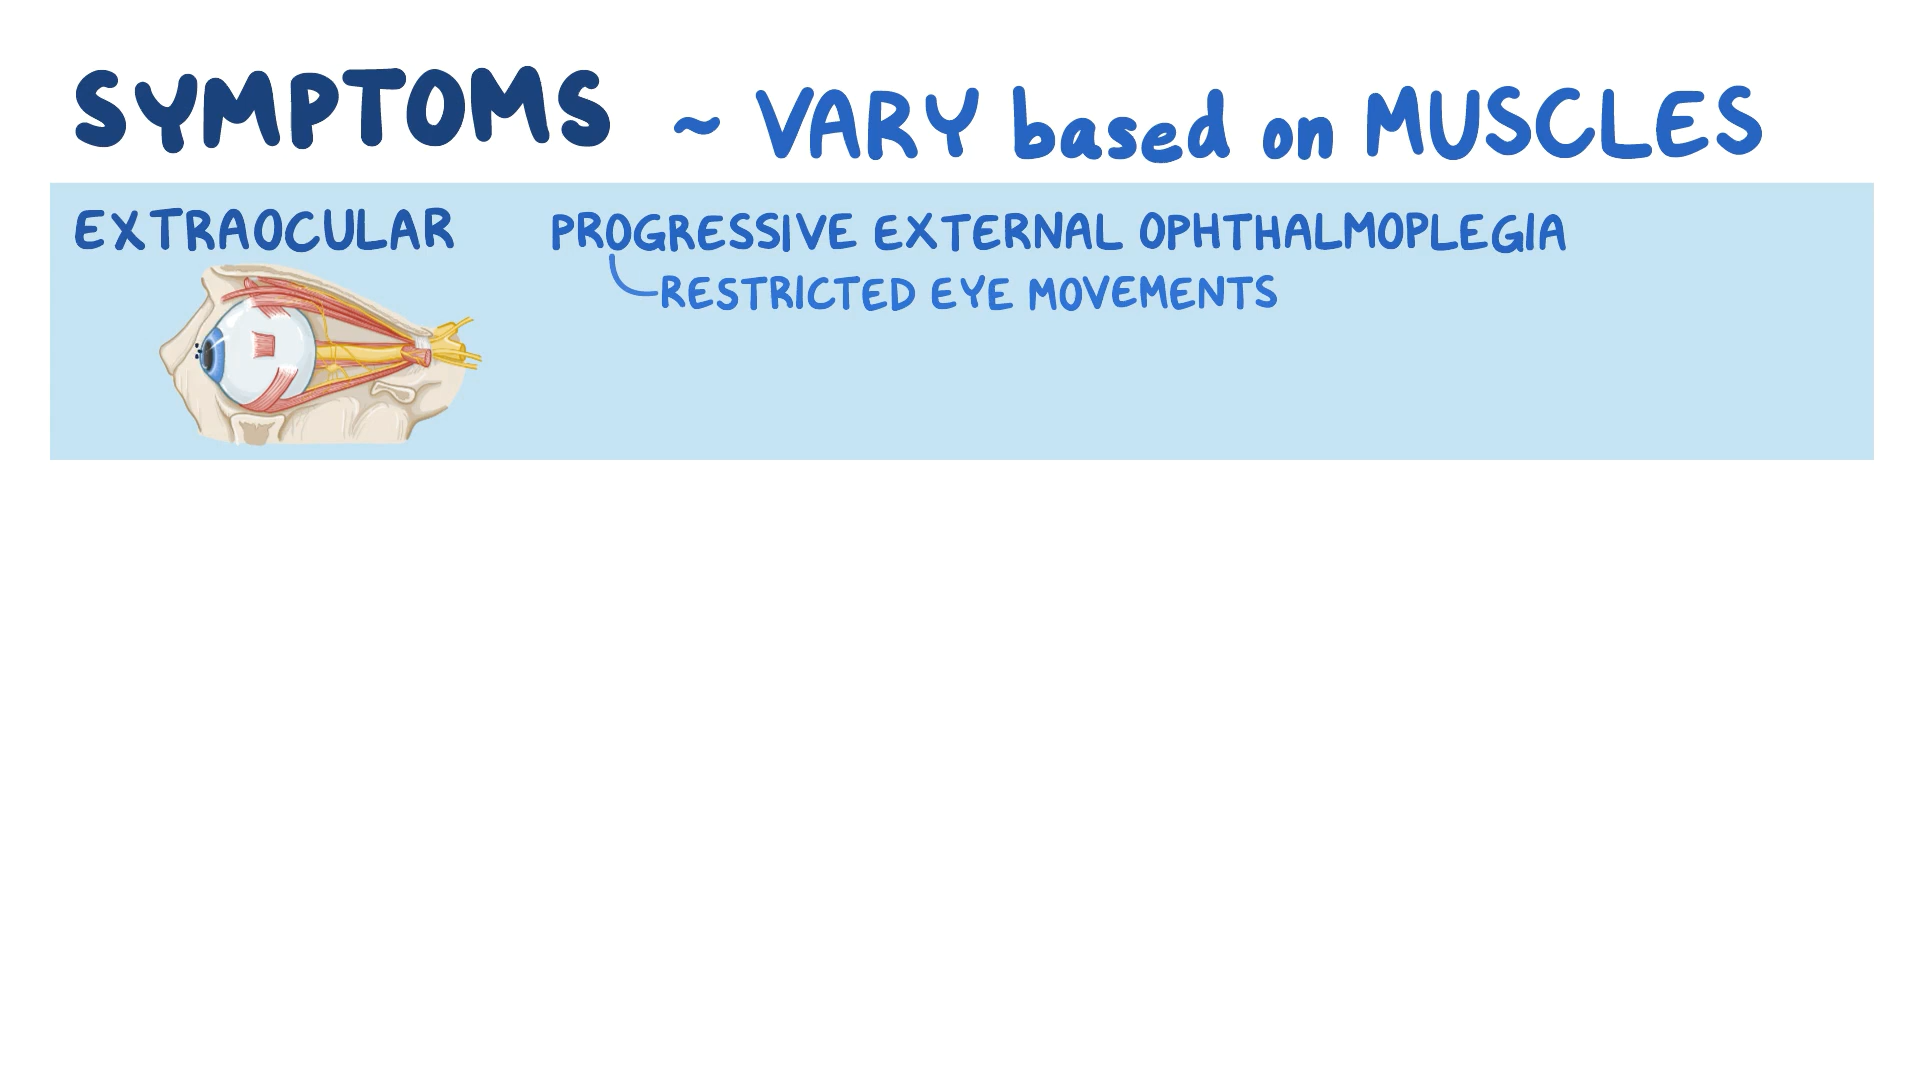 SYMPTOMS ~ VARY based on MUSCLES
EXTRAOCULAR
PROGRESSIVE EXTERNAL OPHTHALMOPLEGIA
RESTRICTED EYE MOVEMENTS